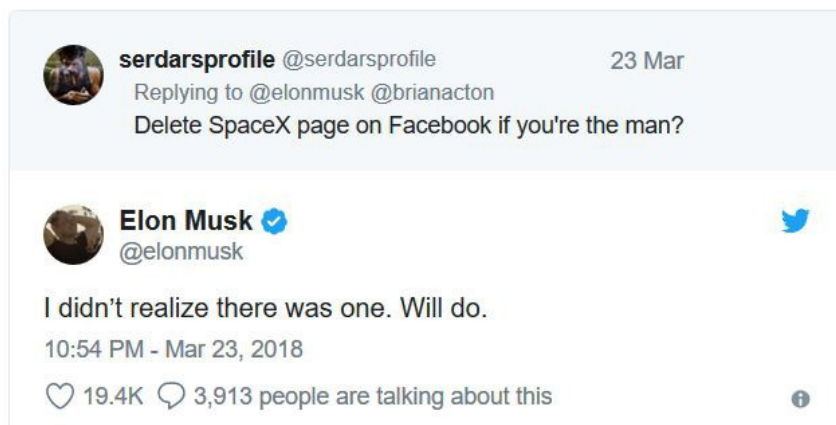 serdarsprofile @serdarsprofile 23 Mar
Replying to @elonmusk @brianacton
Delete SpaceX page on Facebook if you're the man?
Elon Musk
@elonmusk
I didn’t realize there was one. Will do.
10:54 PM - Mar 23, 2018
19.4K 3,913 people are talking about this